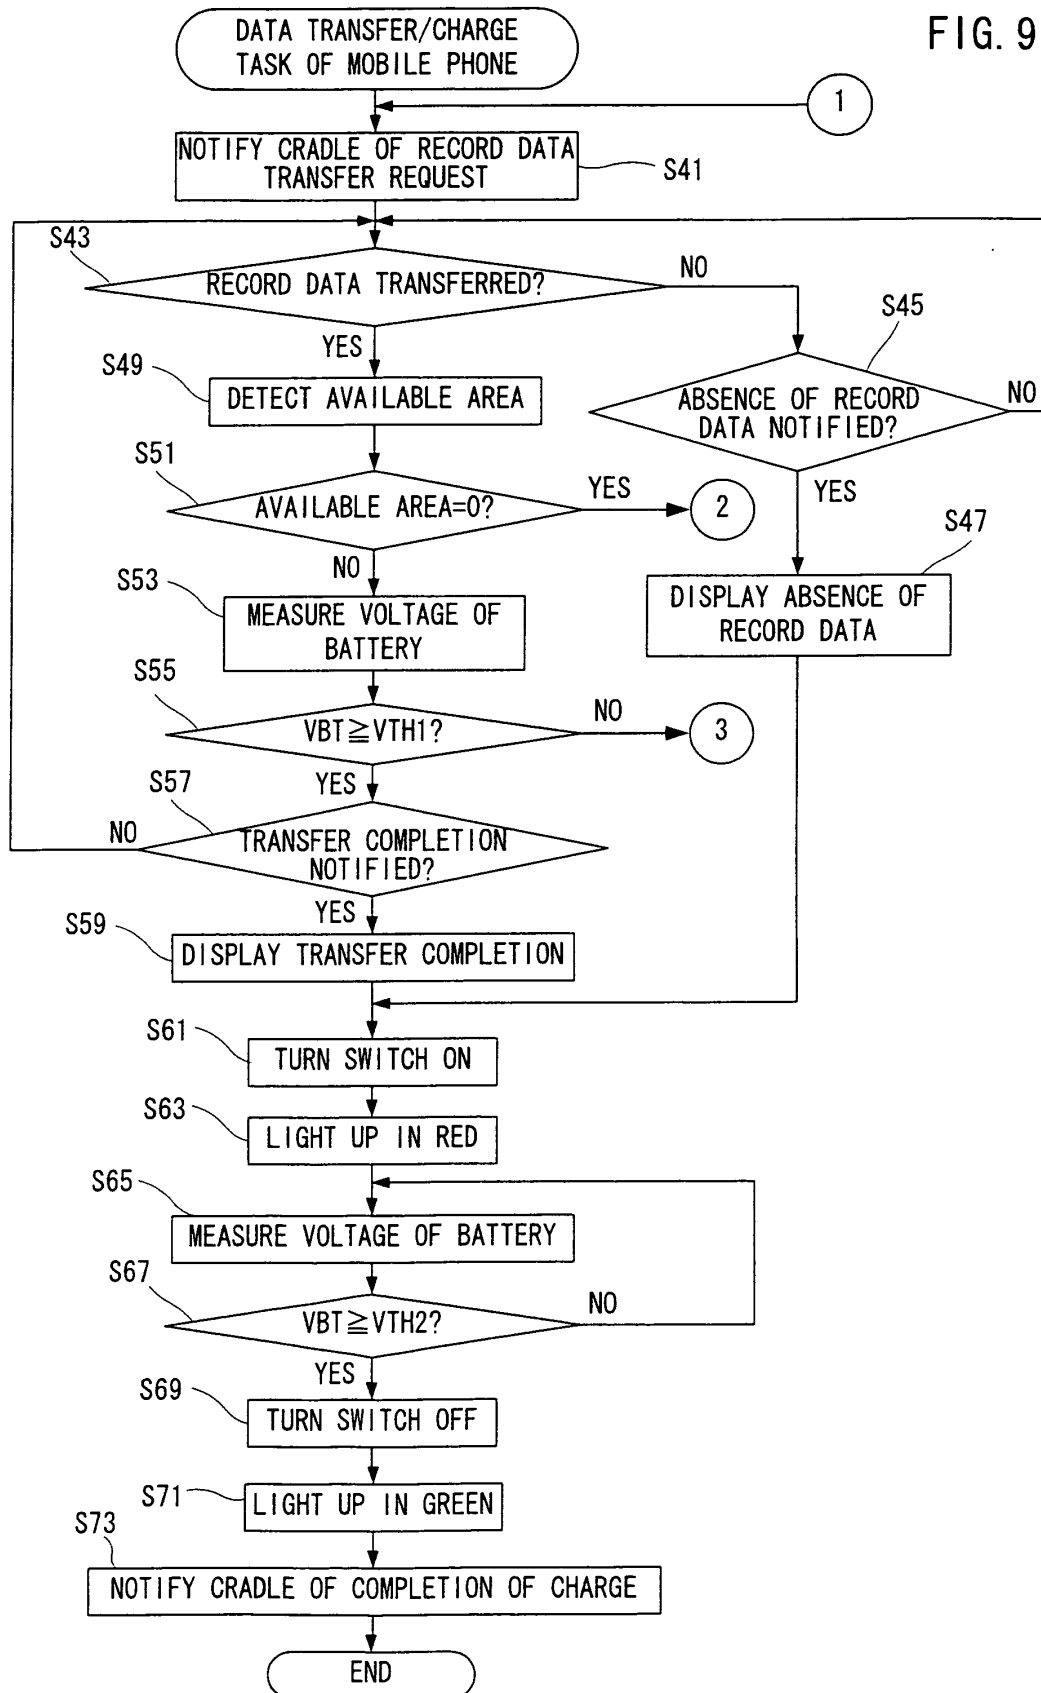 FIG. 9
DATA TRANSFER/CHARGE
TASK OF MOBILE PHONE
1
NOTIFY CRADLE OF RECORD DATA
TRANSFER REQUEST
S41
S43
RECORD DATA TRANSFERRED?
NO
YES
S45
ABSENCE OF RECORD
DATA NOTIFIED?
NO
YES
S47
DISPLAY ABSENCE OF
RECORD DATA
S49
DETECT AVAILABLE AREA
S51
AVAILABLE AREA=0?
YES
2
NO
S53
MEASURE VOLTAGE OF
BATTERY
S55
VBT≧VTH1?
NO
3
YES
S57
NO
TRANSFER COMPLETION
NOTIFIED?
YES
S59
DISPLAY TRANSFER COMPLETION
S61
TURN SWITCH ON
S63
LIGHT UP IN RED
S65
MEASURE VOLTAGE OF BATTERY
S67
VBT≧VTH2?
NO
YES
S69
TURN SWITCH OFF
S71
LIGHT UP IN GREEN
S73
NOTIFY CRADLE OF COMPLETION OF CHARGE
END